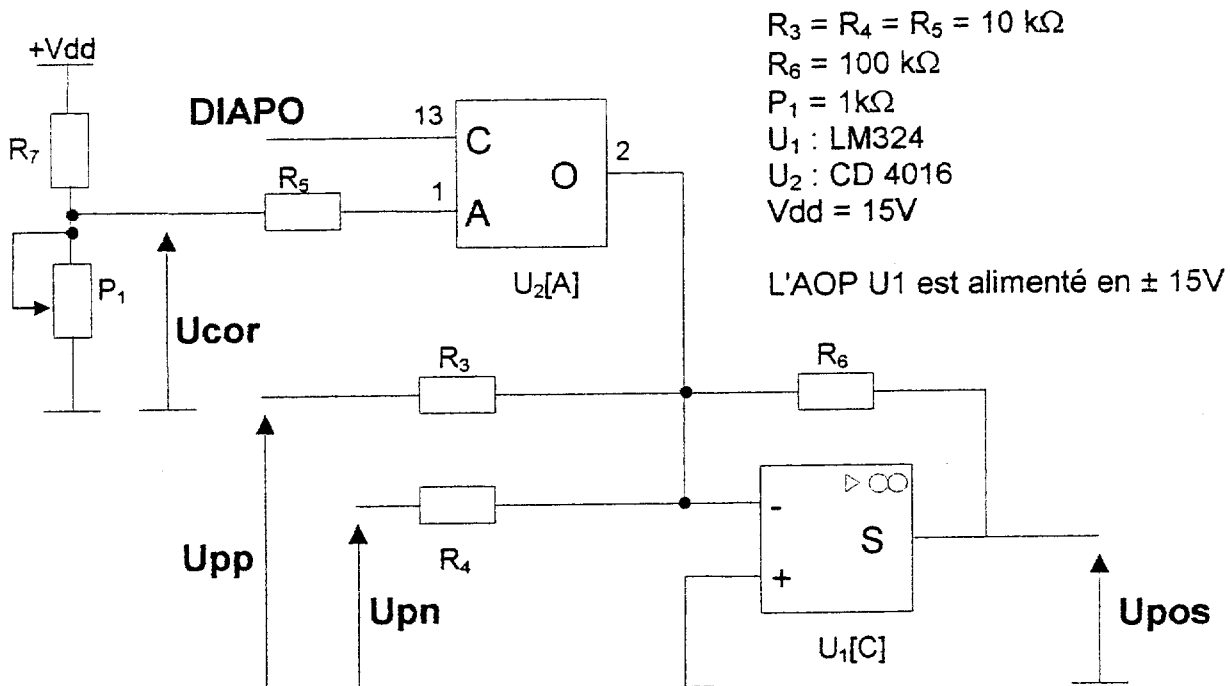 R₃ = R₄ = R₅ = 10 kΩ
R₆ = 100 kΩ
P₁ = 1kΩ
U₁ : LM324
U₂ : CD 4016
Vdd = 15V
L'AOP U1 est alimenté en ± 15V
+Vdd
R₇
DIAPO
13
C
2
O
R₅
1
A
U₂[A]
P₁
Ucor
R₃
R₆
▷ ∞
-
S
+
R₄
Upp
Upn
Upos
U₁[C]